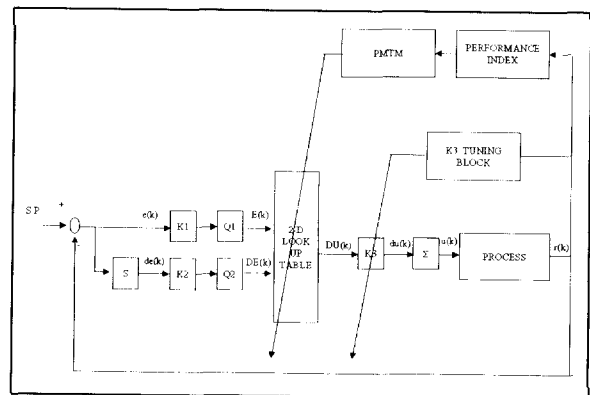 PMTM
PERFORMANCE
INDEX
K3 TUNING
BLOCK
SP
+
-
e(k)
K1
Q1
E(k)
2-D
LOOK
UP
TABLE
DU(k)
K3
du(k)
Σ
u(k)
PROCESS
r(k)
S
de(k)
K2
Q2
DE(k)